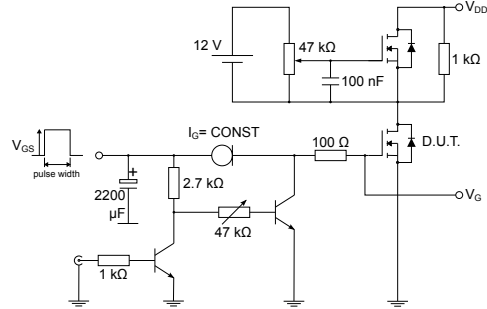 V_DD
12 V
47 kΩ
1 kΩ
100 nF
I_G= CONST
100 Ω
D.U.T.
V_GS
pulse width
+
2200
μF
2.7 kΩ
47 kΩ
V_G
1 kΩ